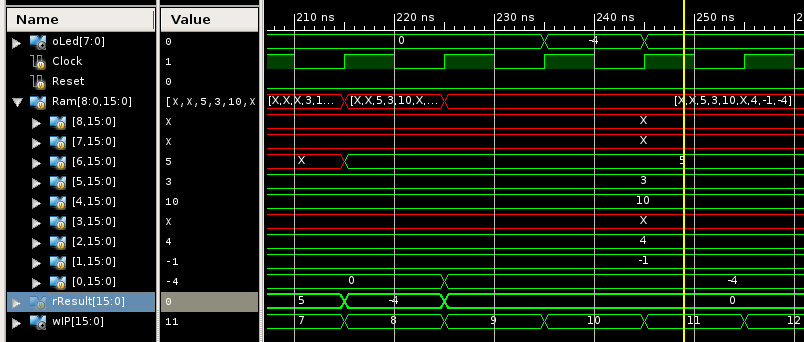 Name Value 210 ns 220 ns 230 ns 240 ns 250 ns 2
oLed[7:0] 0 0 -4
Clock 1
Reset 0
Ram[8:0,15:0] [X,X,5,3,10,X [X,X,X,3,1... [X,X,5,3,10,X,... [X,X,5,3,10,X,4,-1,-4]
[8,15:0] X X
[7,15:0] X X
[6,15:0] 5 X 5
[5,15:0] 3 3
[4,15:0] 10 10
[3,15:0] X X
[2,15:0] 4 4
[1,15:0] -1 -1
[0,15:0] -4 0 -4
rResult[15:0] 0 5 -4 0
wIP[15:0] 11 7 8 9 10 11 12